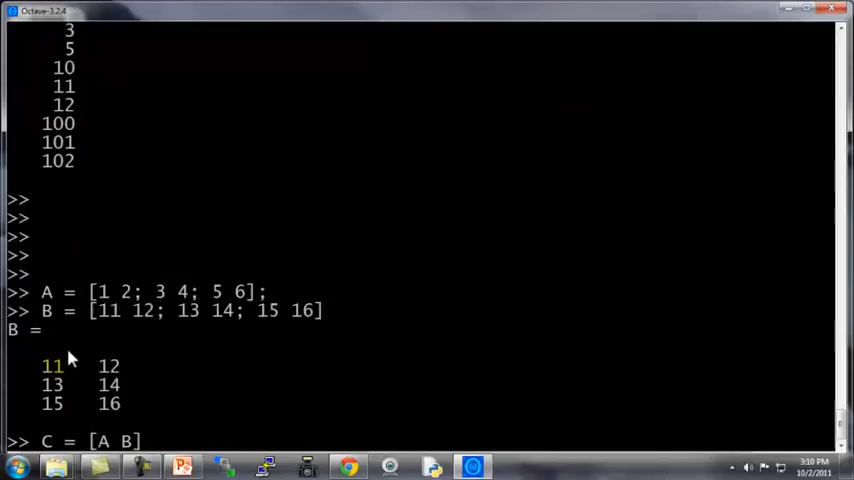 Octave-3.2.4
3
5
10
11
12
100
101
102
>>
>>
>>
>>
>>
>> A = [1 2; 3 4; 5 6];
>> B = [11 12; 13 14; 15 16]
B =
11 12
13 14
15 16
>> C = [A B]
3:10 PM
10/2/2011